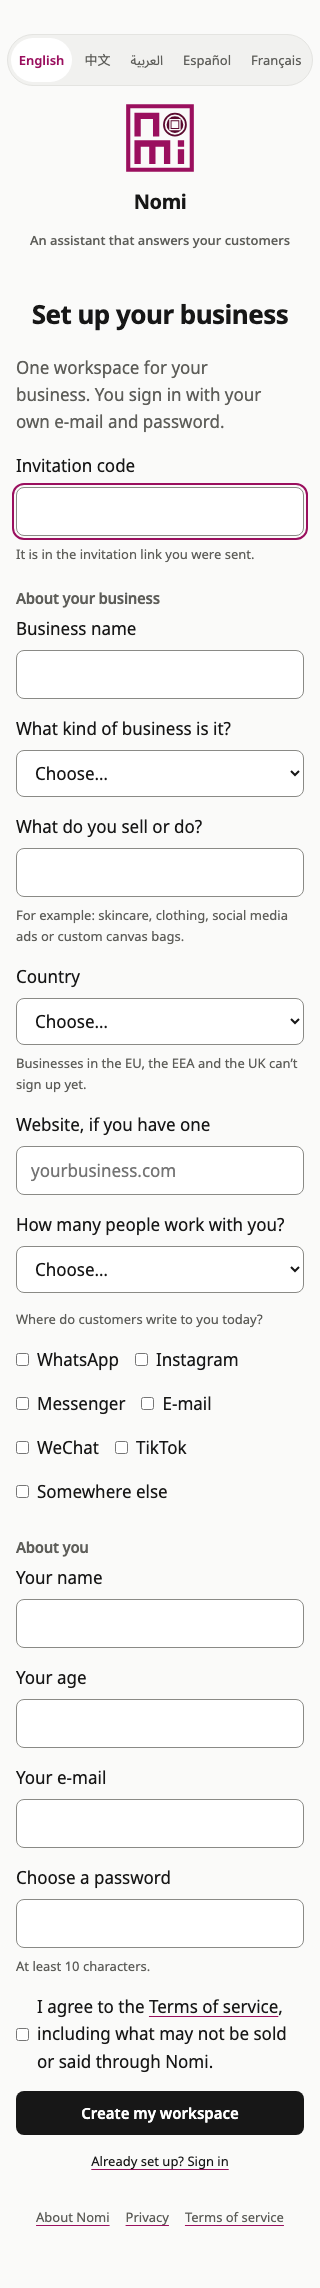 English 中文 العربية Español Français
nomi
Nomi
An assistant that answers your customers
Set up your business
One workspace for your
business. You sign in with your
own e-mail and password.
Invitation code
It is in the invitation link you were sent.
About your business
Business name
What kind of business is it?
Choose...
What do you sell or do?
For example: skincare, clothing, social media
ads or custom canvas bags.
Country
Choose...
Businesses in the EU, the EEA and the UK can’t
sign up yet.
Website, if you have one
yourbusiness.com
How many people work with you?
Choose...
Where do customers write to you today?
WhatsApp Instagram
Messenger E-mail
WeChat TikTok
Somewhere else
About you
Your name
Your age
Your e-mail
Choose a password
At least 10 characters.
I agree to the Terms of service,
including what may not be sold
or said through Nomi.
Create my workspace
Already set up? Sign in
About Nomi Privacy Terms of service